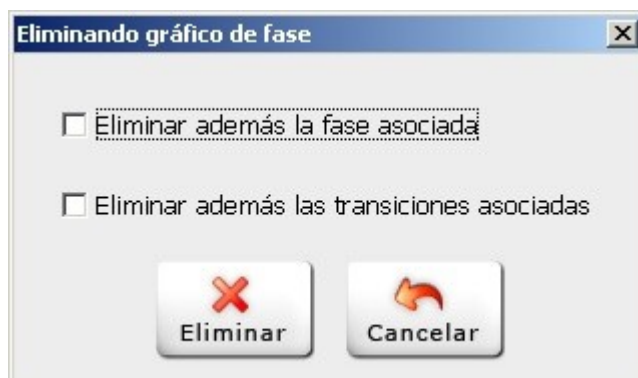 Eliminando gráfico de fase
Eliminar además la fase asociada
Eliminar además las transiciones asociadas
Eliminar
Cancelar